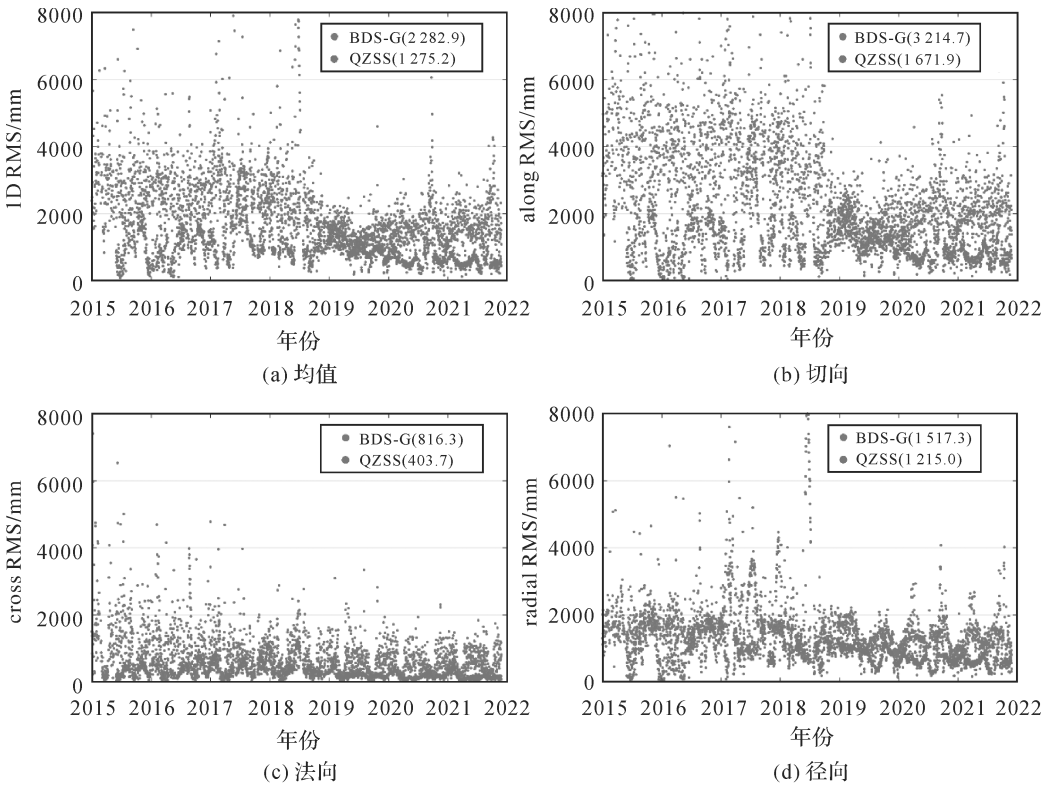 8000
6000
4000
2000
0
1D RMS/mm
BDS-G(2 282.9)
QZSS(1 275.2)
2015 2016 2017 2018 2019 2020 2021 2022
年份
(a) 均值
8000
6000
4000
2000
0
along RMS/mm
BDS-G(3 214.7)
QZSS(1 671.9)
2015 2016 2017 2018 2019 2020 2021 2022
年份
(b) 切向
8000
6000
4000
2000
0
cross RMS/mm
BDS-G(816.3)
QZSS(403.7)
2015 2016 2017 2018 2019 2020 2021 2022
年份
(c) 法向
8000
6000
4000
2000
0
radial RMS/mm
BDS-G(1 517.3)
QZSS(1 215.0)
2015 2016 2017 2018 2019 2020 2021 2022
年份
(d) 径向